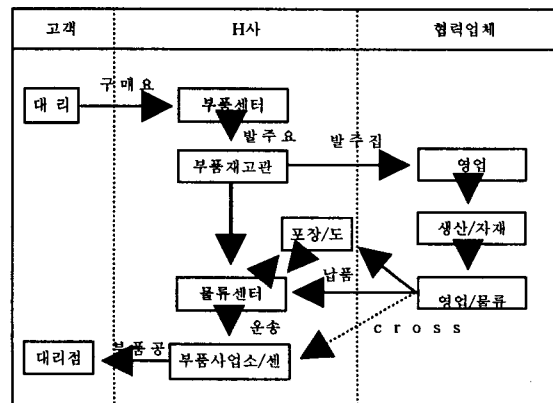 고객
H사
협력업체
구매요
대리
부품센터
발주요
발주집
부품재고관
영업
생산/자재
포장/도
납품
물류센터
영업/물류
운송
cross
부품공
대리점
부품사업소/센